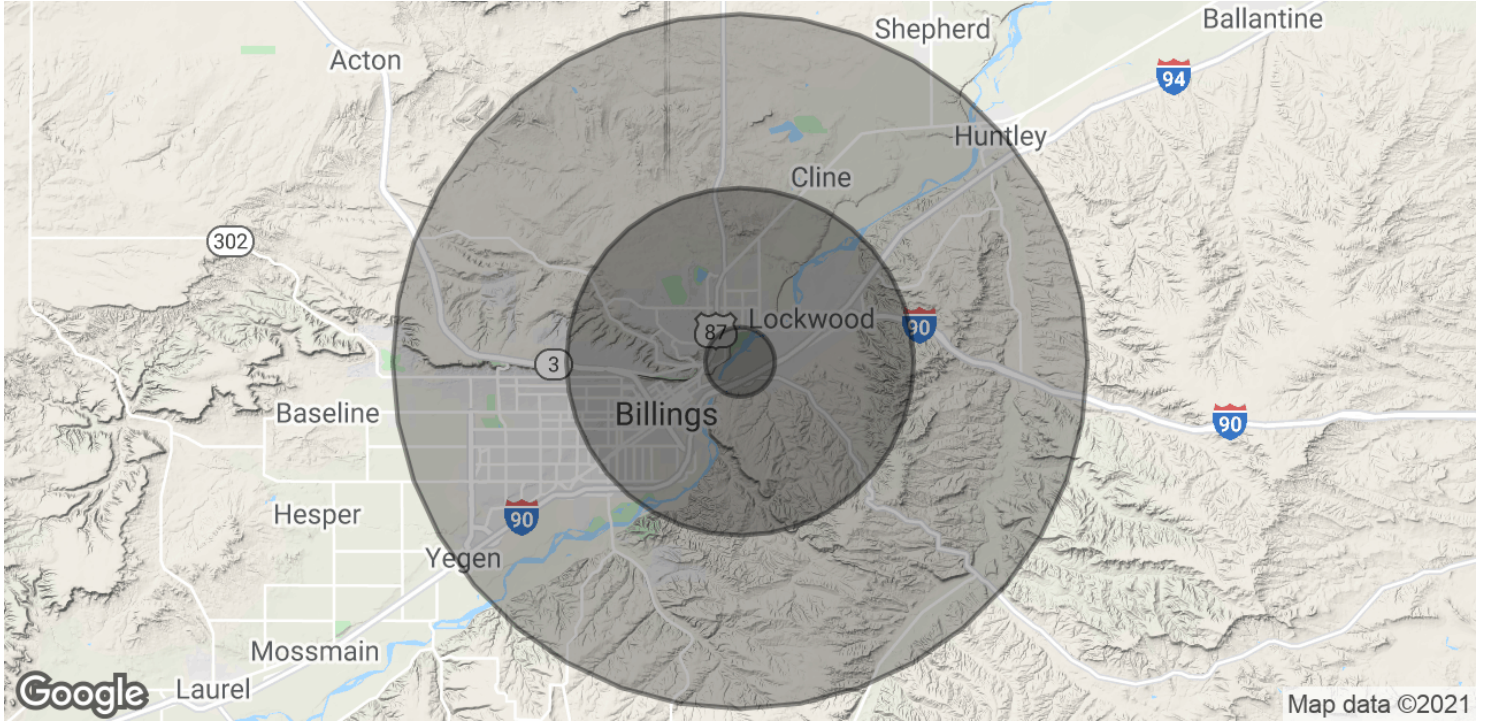 Ballantine
Shepherd
Acton
94
Huntley
Cline
302
Lockwood
87
90
3
Baseline
Billings
90
Hesper
90
Yegen
Mossmain
Laurel
Google
Map data ©2021